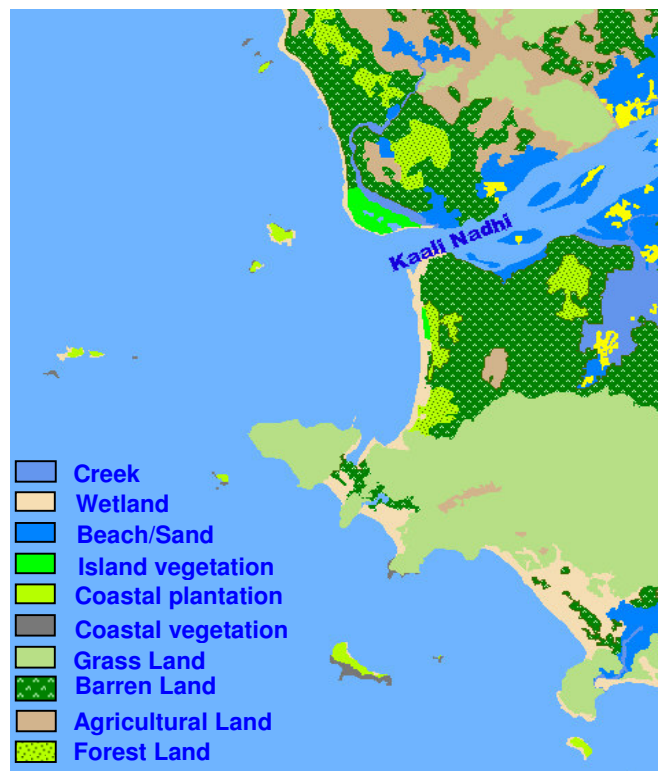 Kaali Nadhi
Creek
Wetland
Beach/Sand
Island vegetation
Coastal plantation
Coastal vegetation
Grass Land
Barren Land
Agricultural Land
Forest Land